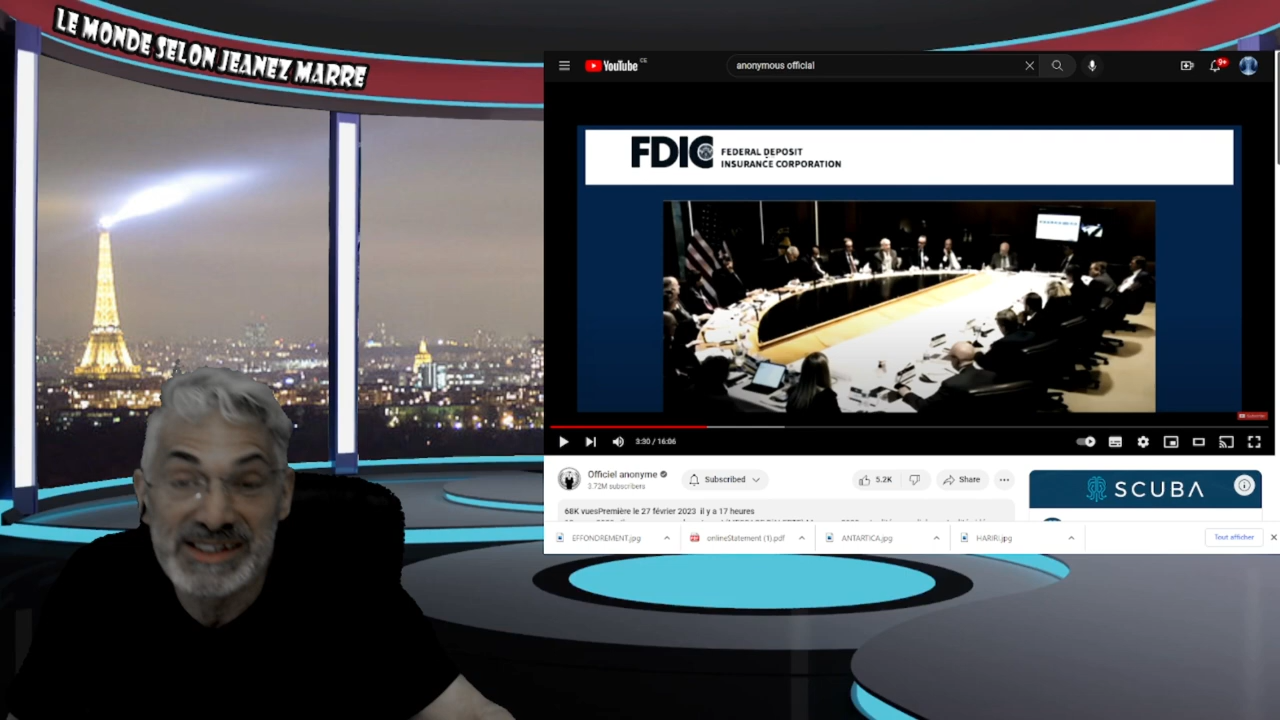 LE MONDE SELON JEANEZ MARRE
YouTube CE
anonymous official
9+
FDIC FEDERAL DEPOSIT
INSURANCE CORPORATION
3:30 / 16:06
Officiel anonyme
3.72M subscribers
Subscribed
5.2K
Share
SCUBA
68K vuesPremière le 27 février 2023 il y a 17 heures
EFFONDREMENT.jpg
onlineStatement (1).pdf
ANTARTICA.jpg
HARIRI.jpg
Tout afficher